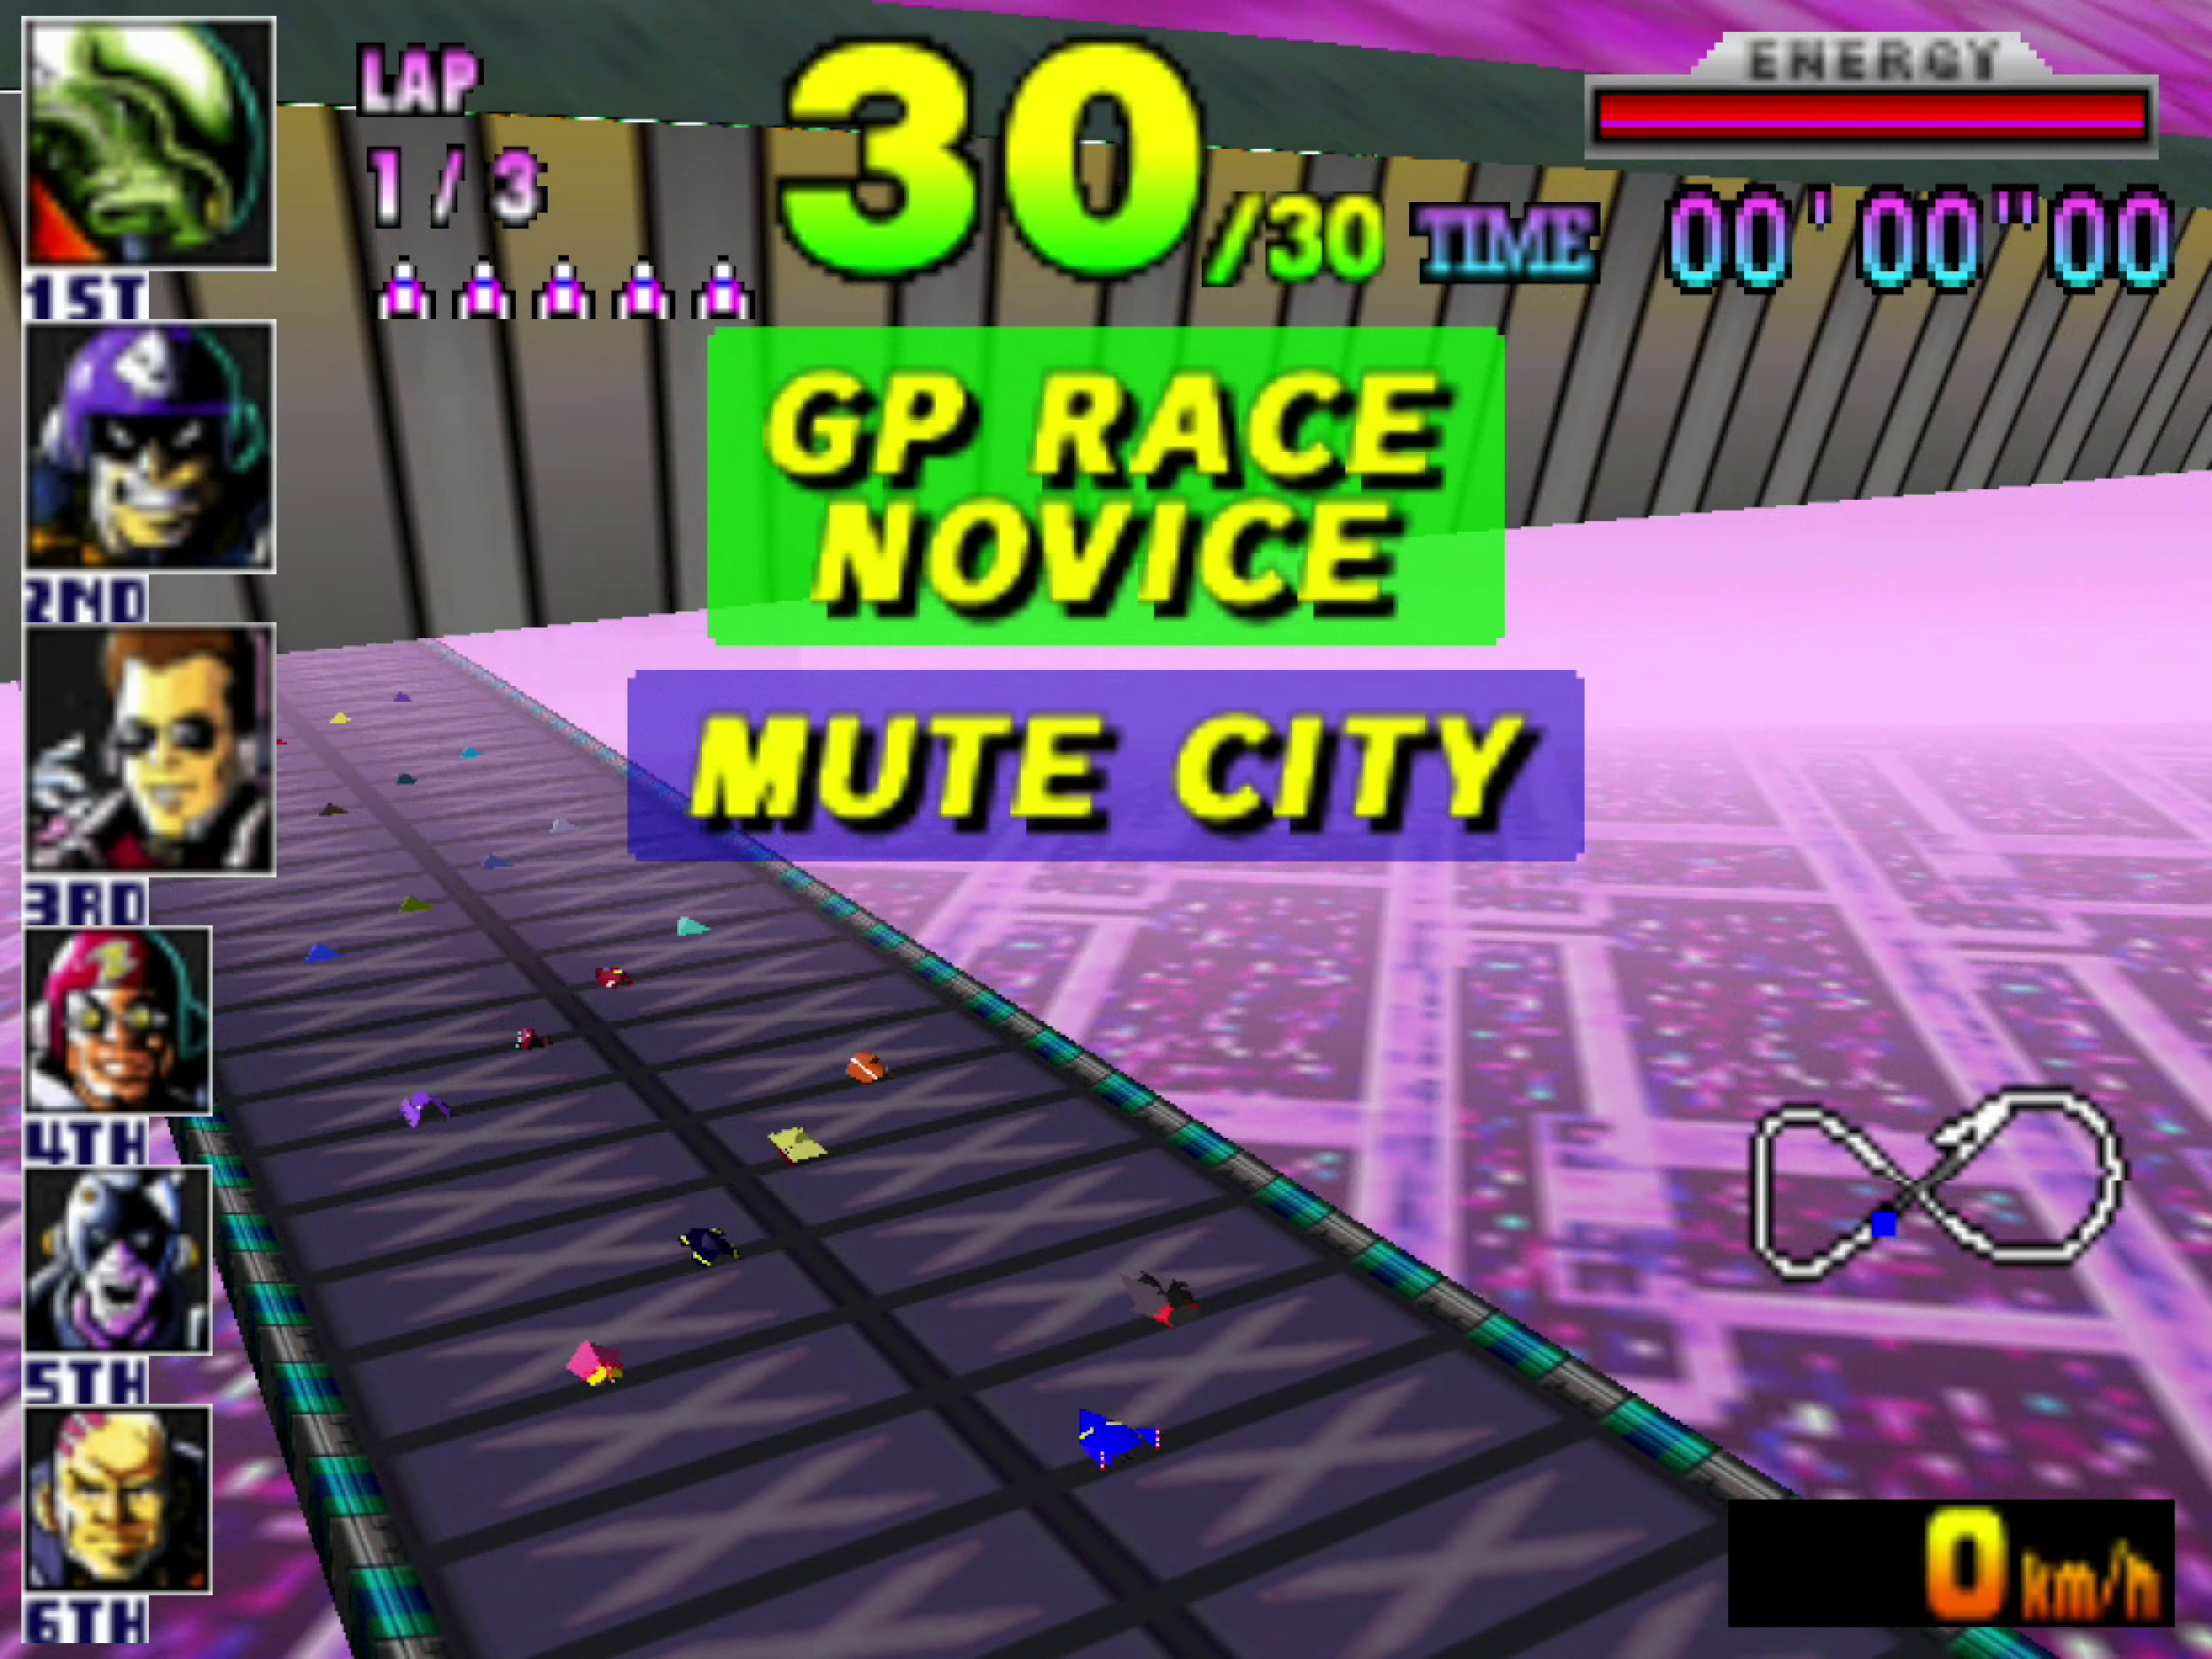 LAP
1/3
30/30
ENERGY
TIME 00'00"00
1ST
2ND
3RD
4TH
5TH
6TH
GP RACE
NOVICE
MUTE CITY
0 km/h